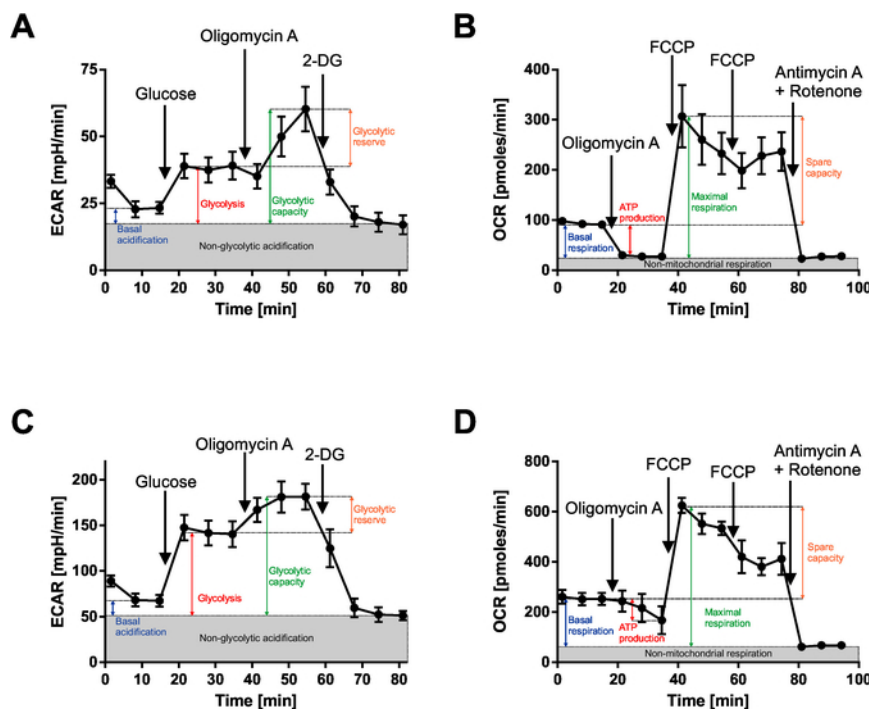 A
Oligomycin A
2-DG
Glucose
75
50
25
0
ECAR [mpH/min]
Glycolytic
reserve
Glycolysis
Glycolytic
capacity
Basal
acidification
Non-glycolytic acidification
0 10 20 30 40 50 60 70 80
Time [min]
B
FCCP
FCCP
Antimycin A
+ Rotenone
Oligomycin A
400
300
200
100
0
OCR [pmoles/min]
Spare
capacity
ATP
production
Maximal
respiration
Basal
respiration
Non-mitochondrial respiration
0 20 40 60 80 100
Time [min]
C
Oligomycin A
2-DG
Glucose
200
150
100
50
0
ECAR [mpH/min]
Glycolytic
reserve
Glycolytic
capacity
Glycolysis
Basal
acidification
Non-glycolytic acidification
0 10 20 30 40 50 60 70 80
Time [min]
D
FCCP
FCCP
Antimycin A
+ Rotenone
Oligomycin A
800
600
400
200
0
OCR [pmoles/min]
Spare
capacity
Basal
respiration
ATP
production
Maximal
respiration
Non-mitochondrial respiration
0 20 40 60 80 100
Time [min]